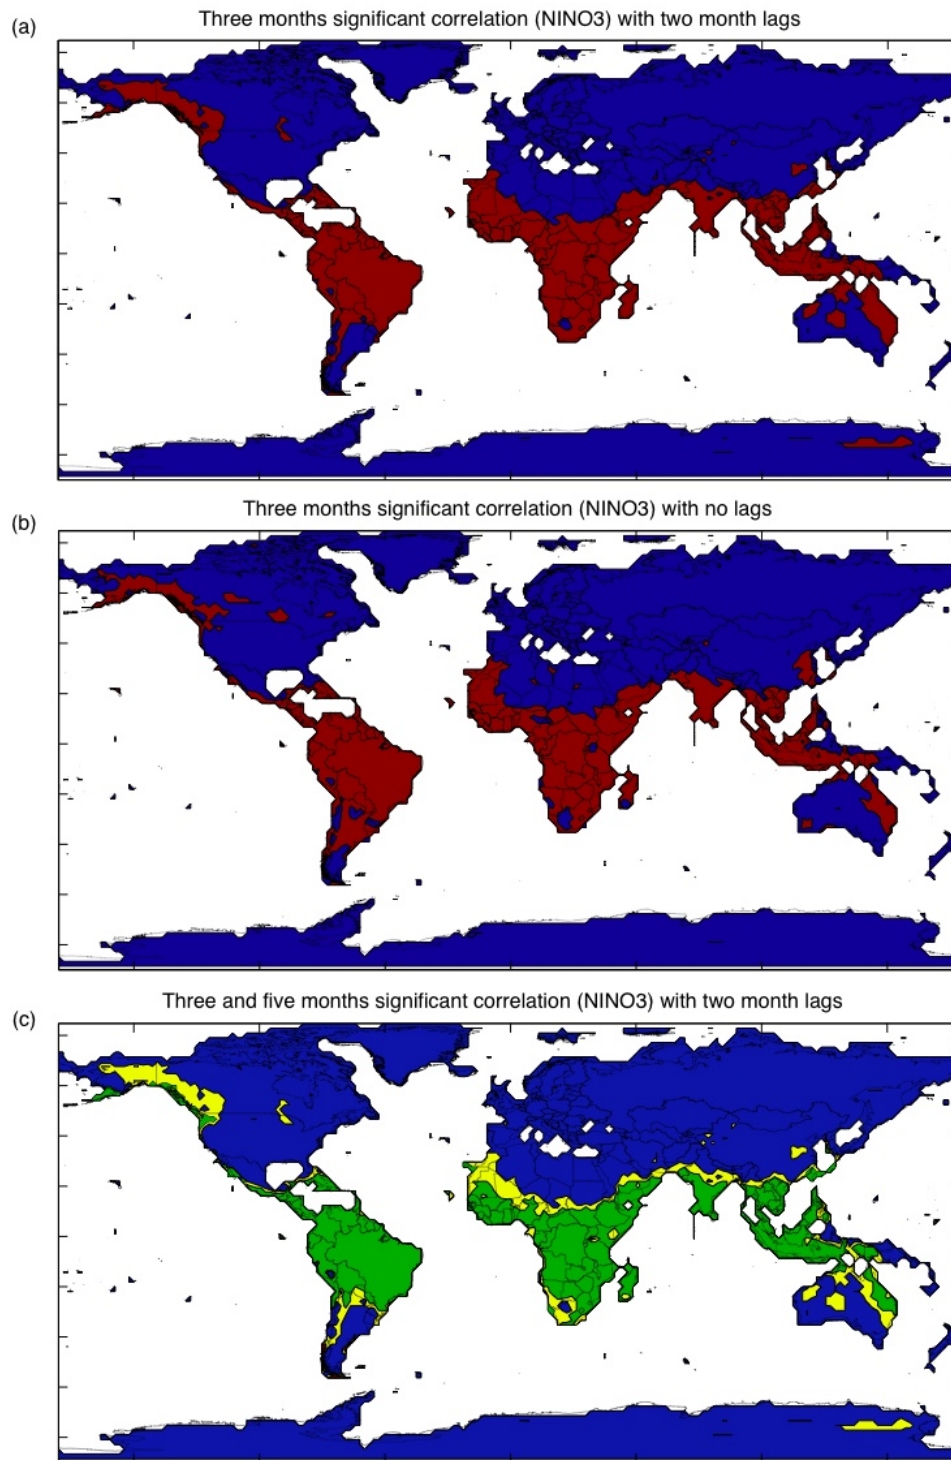 (a)
Three months significant correlation (NINO3) with two month lags
(b)
Three months significant correlation (NINO3) with no lags
(c)
Three and five months significant correlation (NINO3) with two month lags